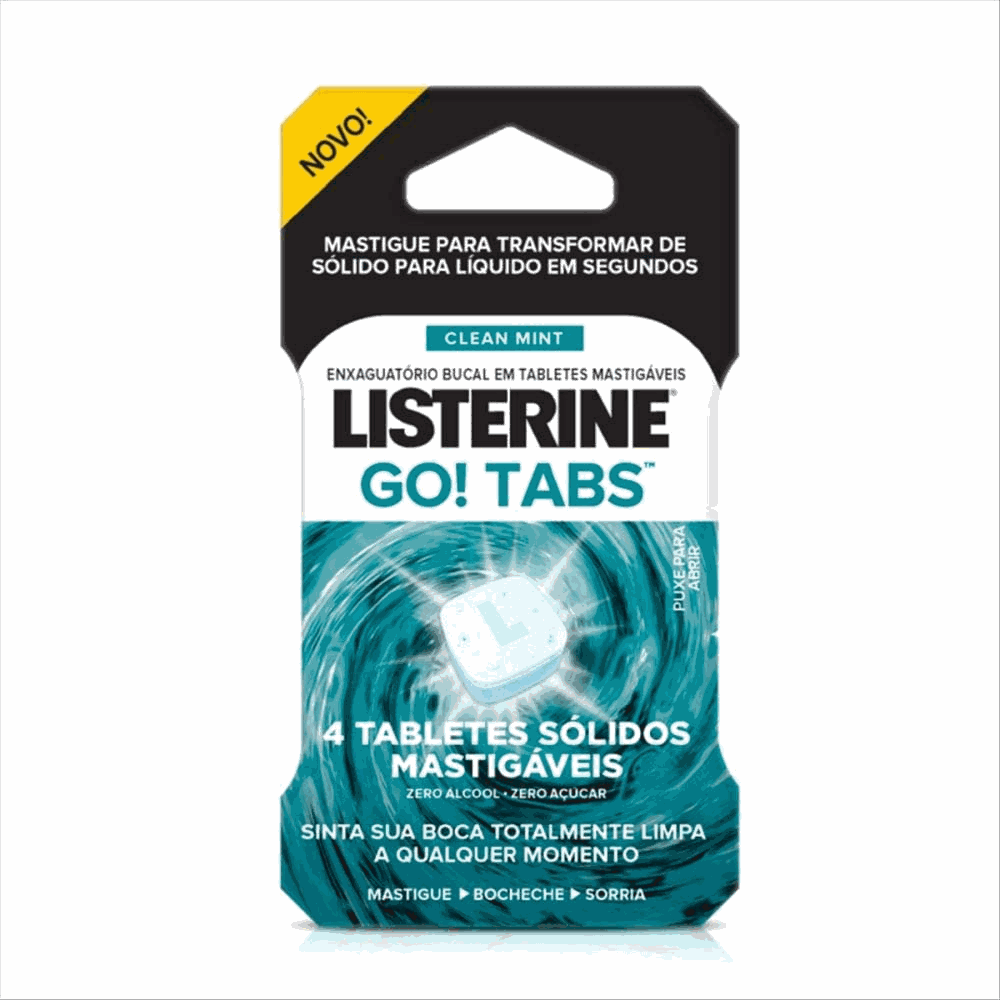 NOVO!
MASTIGUE PARA TRANSFORMAR DE
SÓLIDO PARA LÍQUIDO EM SEGUNDOS
CLEAN MINT
ENXAGUATÓRIO BUCAL EM TABLETES MASTIGÁVEIS
LISTERINE®
GO! TABS™
PUXE PARA
ABRIR
L
4 TABLETES SÓLIDOS
MASTIGÁVEIS
ZERO ÁLCOOL • ZERO AÇÚCAR
SINTA SUA BOCA TOTALMENTE LIMPA
A QUALQUER MOMENTO
MASTIGUE ▶ BOCHECHE ▶ SORRIA